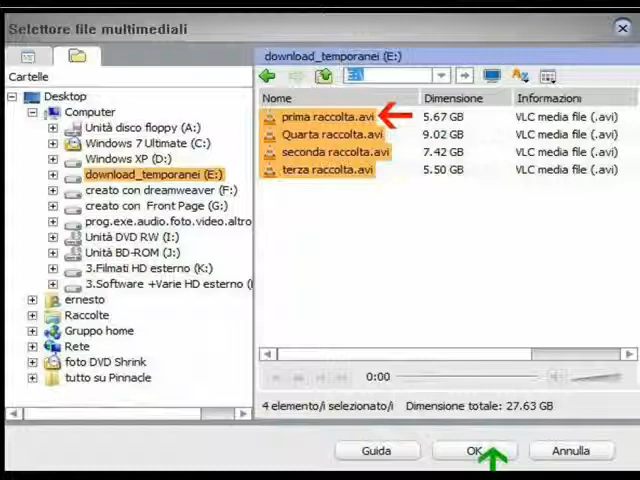 Selettore file multimediali
Cartelle
Desktop
Computer
Unità disco floppy (A:)
Windows 7 Ultimate (C:)
Windows XP (D:)
download_temporanei (E:)
creato con dreamweaver (F:)
creato con Front Page (G:)
prog.exe.audio.foto.video.altro
Unità DVD RW (I:)
Unità BD-ROM (J:)
3.Filmati HD esterno (K:)
3.Software +Varie HD esterno (
ernesto
Raccolte
Gruppo home
Rete
foto DVD Shrink
tutto su Pinnacle
download_temporanei (E:)
E:\
Nome Dimensione Informazioni
prima raccolta.avi 5.67 GB VLC media file (.avi)
Quarta raccolta.avi 9.02 GB VLC media file (.avi)
seconda raccolta.avi 7.42 GB VLC media file (.avi)
terza raccolta.avi 5.50 GB VLC media file (.avi)
0:00
4 elemento/i selezionato/i Dimensione totale: 27.63 GB
Guida OK Annulla